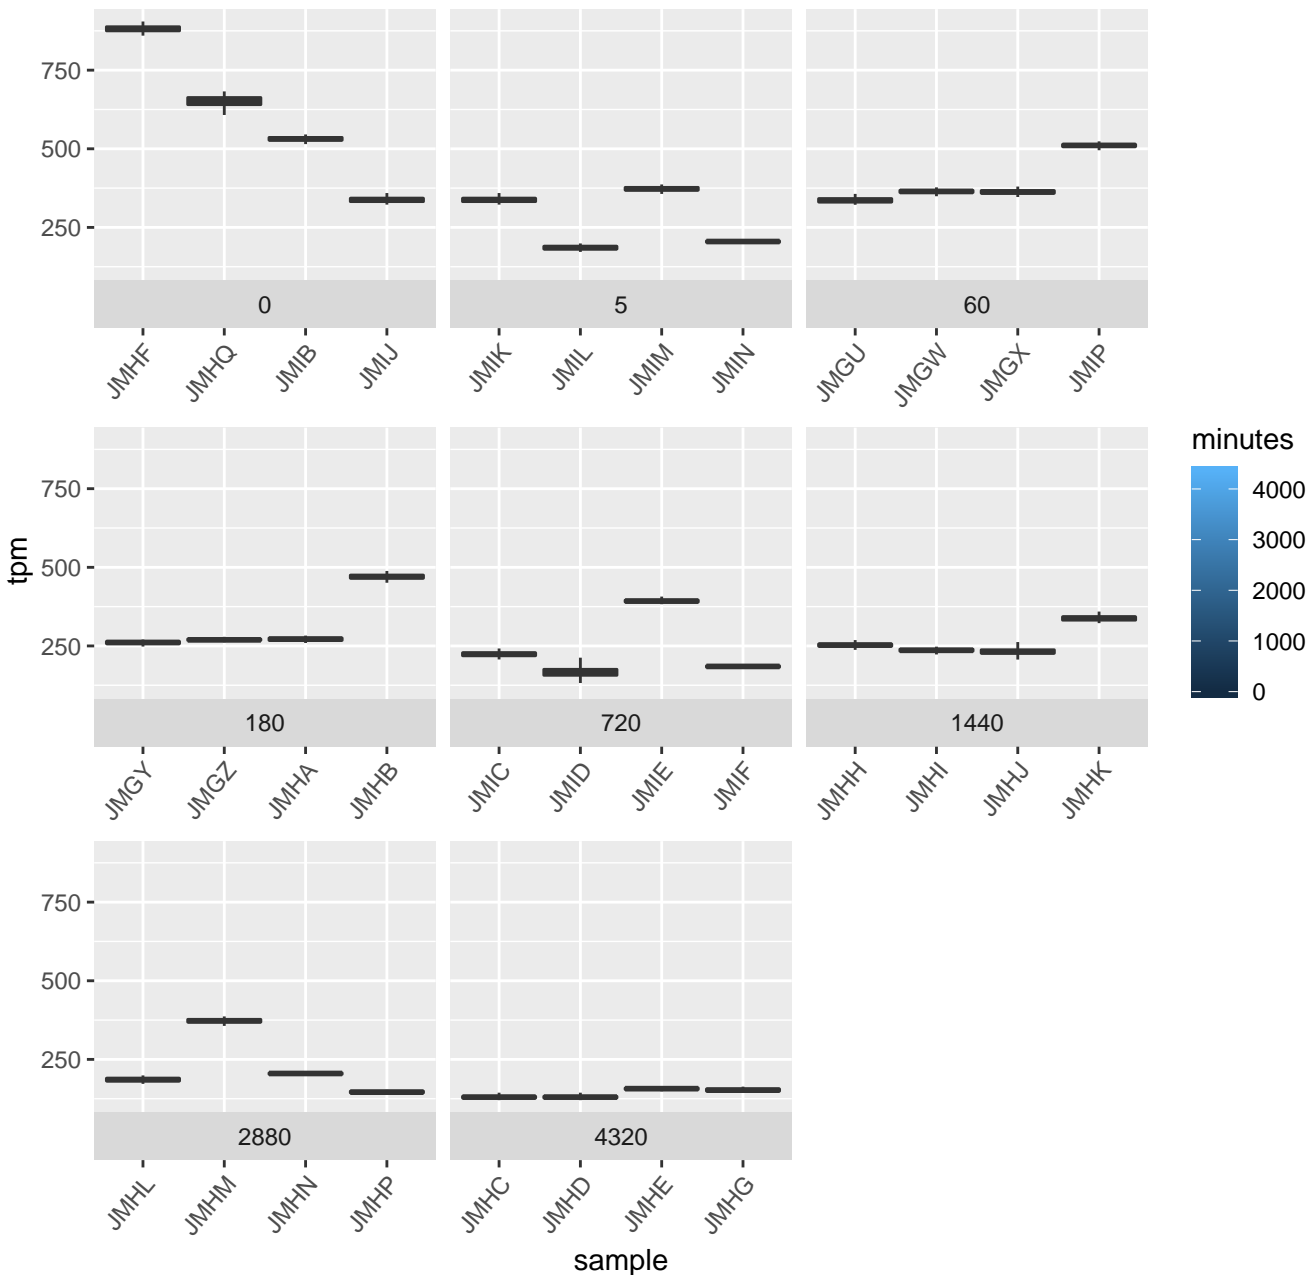 750
500
250
0
5
60
JMHF
JMHQ
JMIB
JMIJ
JMIK
JMIL
JMIM
JMIN
JMGU
JMGW
JMGX
JMIP
tpm
750
500
250
180
720
1440
JMGY
JMGZ
JMHA
JMHB
JMIC
JMID
JMIE
JMIF
JMHH
JMHI
JMHJ
JMHK
minutes
4000
3000
2000
1000
0
750
500
250
2880
4320
JMHL
JMHM
JMHN
JMHP
JMHC
JMHD
JMHE
JMHG
sample